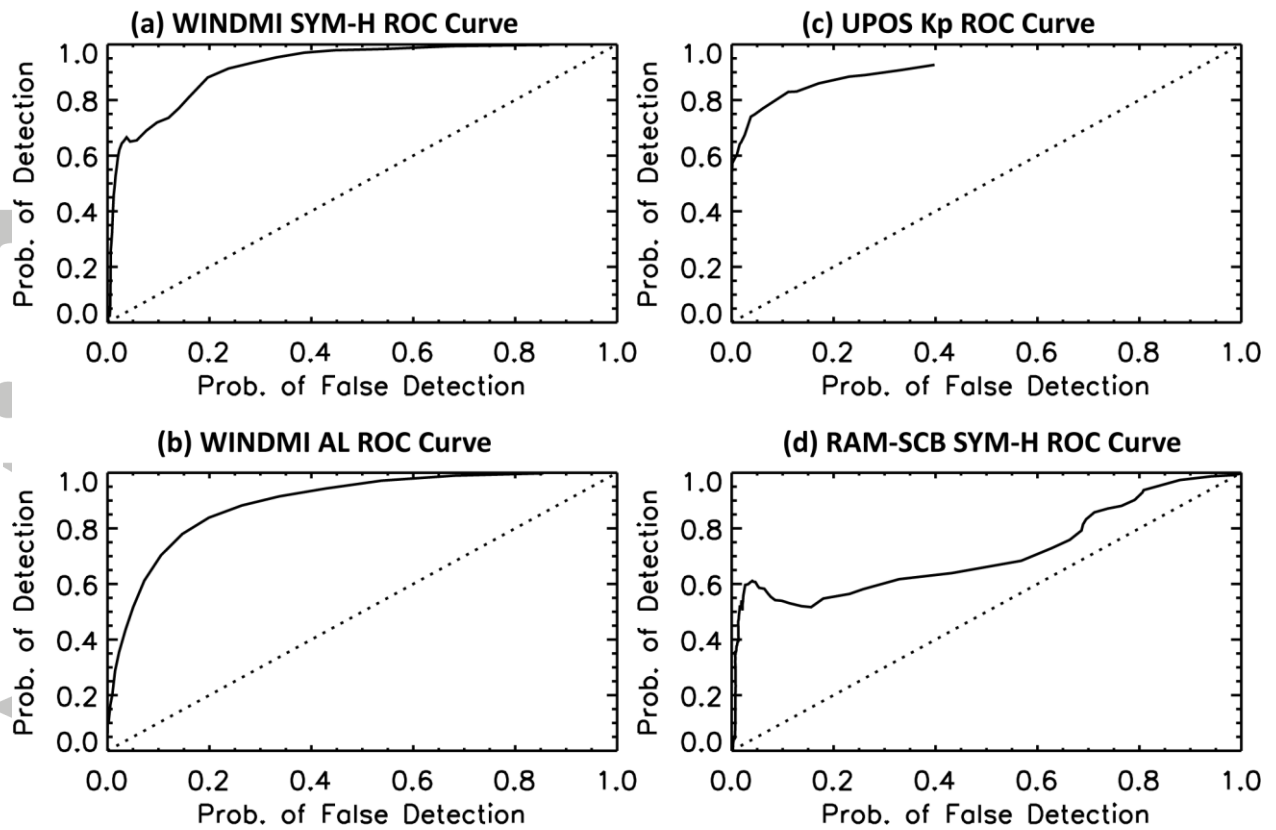 (a) WINDMI SYM-H ROC Curve
1.0
0.8
0.6
0.4
0.2
0.0
Prob. of Detection
0.0 0.2 0.4 0.6 0.8 1.0
Prob. of False Detection
(c) UPOS Kp ROC Curve
1.0
0.8
0.6
0.4
0.2
0.0
Prob. of Detection
0.0 0.2 0.4 0.6 0.8 1.0
Prob. of False Detection
(b) WINDMI AL ROC Curve
1.0
0.8
0.6
0.4
0.2
0.0
Prob. of Detection
0.0 0.2 0.4 0.6 0.8 1.0
Prob. of False Detection
(d) RAM-SCB SYM-H ROC Curve
1.0
0.8
0.6
0.4
0.2
0.0
Prob. of Detection
0.0 0.2 0.4 0.6 0.8 1.0
Prob. of False Detection